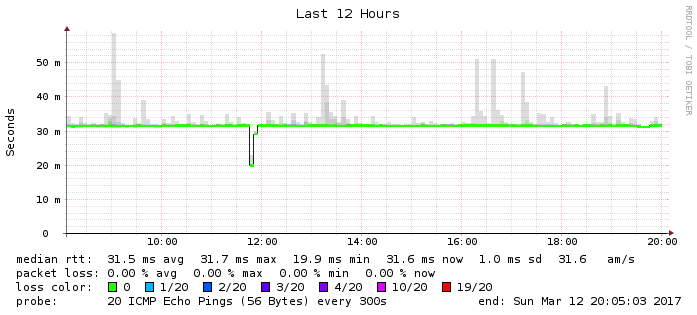 Last 12 Hours
RRDTOOL / TOBI OETIKER
Seconds
50 m
40 m
30 m
20 m
10 m
0
10:00 12:00 14:00 16:00 18:00 20:00
median rtt: 31.5 ms avg 31.7 ms max 19.9 ms min 31.6 ms now 1.0 ms sd 31.6 am/s
packet loss: 0.00 % avg 0.00 % max 0.00 % min 0.00 % now
loss color: 0 1/20 2/20 3/20 4/20 10/20 19/20
probe: 20 ICMP Echo Pings (56 Bytes) every 300s end: Sun Mar 12 20:05:03 2017